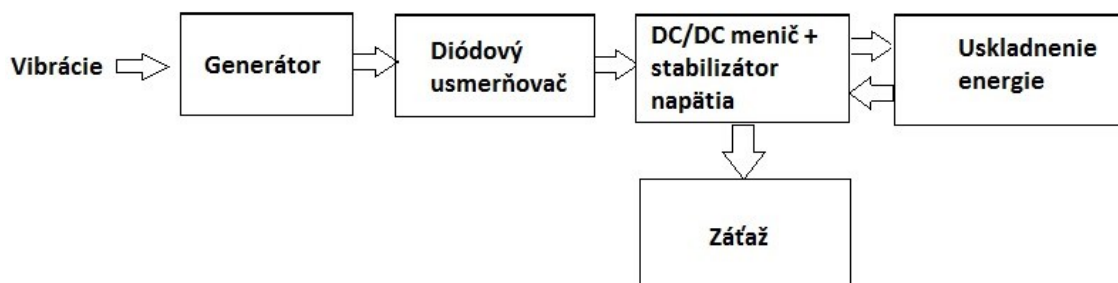 Vibrácie
Generátor
Diódový
usmerňovač
DC/DC menič +
stabilizátor
napätia
Uskladnenie
energie
Záťaž